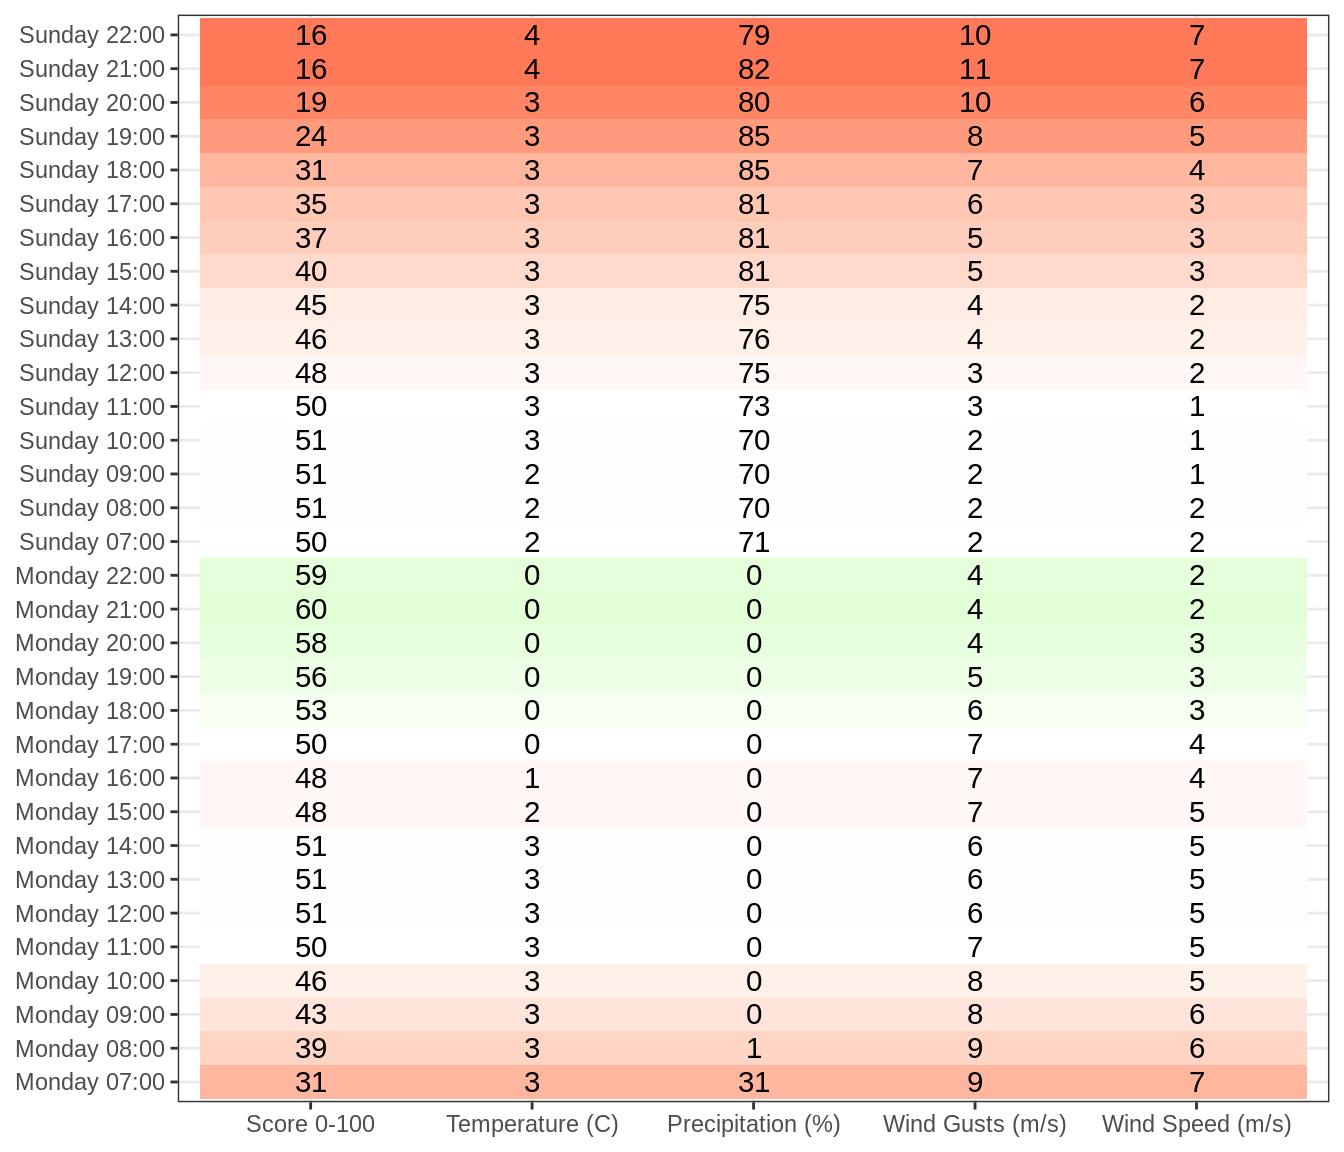 Sunday 22:00 16 4 79 10 7
Sunday 21:00 16 4 82 11 7
Sunday 20:00 19 3 80 10 6
Sunday 19:00 24 3 85 8 5
Sunday 18:00 31 3 85 7 4
Sunday 17:00 35 3 81 6 3
Sunday 16:00 37 3 81 5 3
Sunday 15:00 40 3 81 5 3
Sunday 14:00 45 3 75 4 2
Sunday 13:00 46 3 76 4 2
Sunday 12:00 48 3 75 3 2
Sunday 11:00 50 3 73 3 1
Sunday 10:00 51 3 70 2 1
Sunday 09:00 51 2 70 2 1
Sunday 08:00 51 2 70 2 2
Sunday 07:00 50 2 71 2 2
Monday 22:00 59 0 0 4 2
Monday 21:00 60 0 0 4 2
Monday 20:00 58 0 0 4 3
Monday 19:00 56 0 0 5 3
Monday 18:00 53 0 0 6 3
Monday 17:00 50 0 0 7 4
Monday 16:00 48 1 0 7 4
Monday 15:00 48 2 0 7 5
Monday 14:00 51 3 0 6 5
Monday 13:00 51 3 0 6 5
Monday 12:00 51 3 0 6 5
Monday 11:00 50 3 0 7 5
Monday 10:00 46 3 0 8 5
Monday 09:00 43 3 0 8 6
Monday 08:00 39 3 1 9 6
Monday 07:00 31 3 31 9 7
Score 0-100 Temperature (C) Precipitation (%) Wind Gusts (m/s) Wind Speed (m/s)